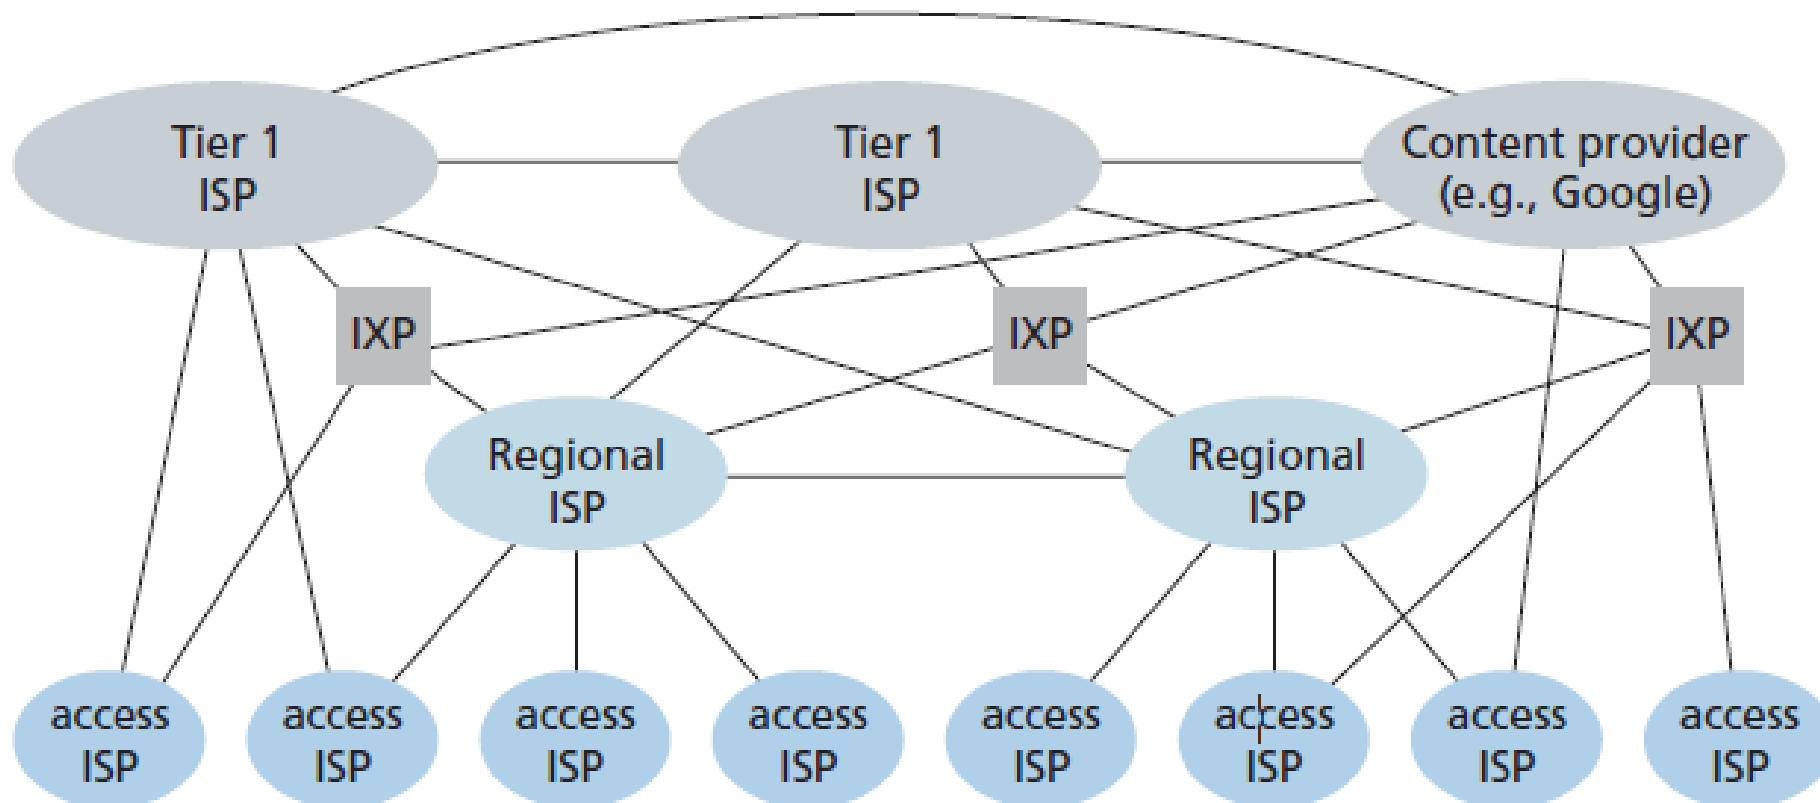 Tier 1
ISP
Tier 1
ISP
Content provider
(e.g., Google)
IXP
IXP
IXP
Regional
ISP
Regional
ISP
access
ISP
access
ISP
access
ISP
access
ISP
access
ISP
access
ISP
access
ISP
access
ISP